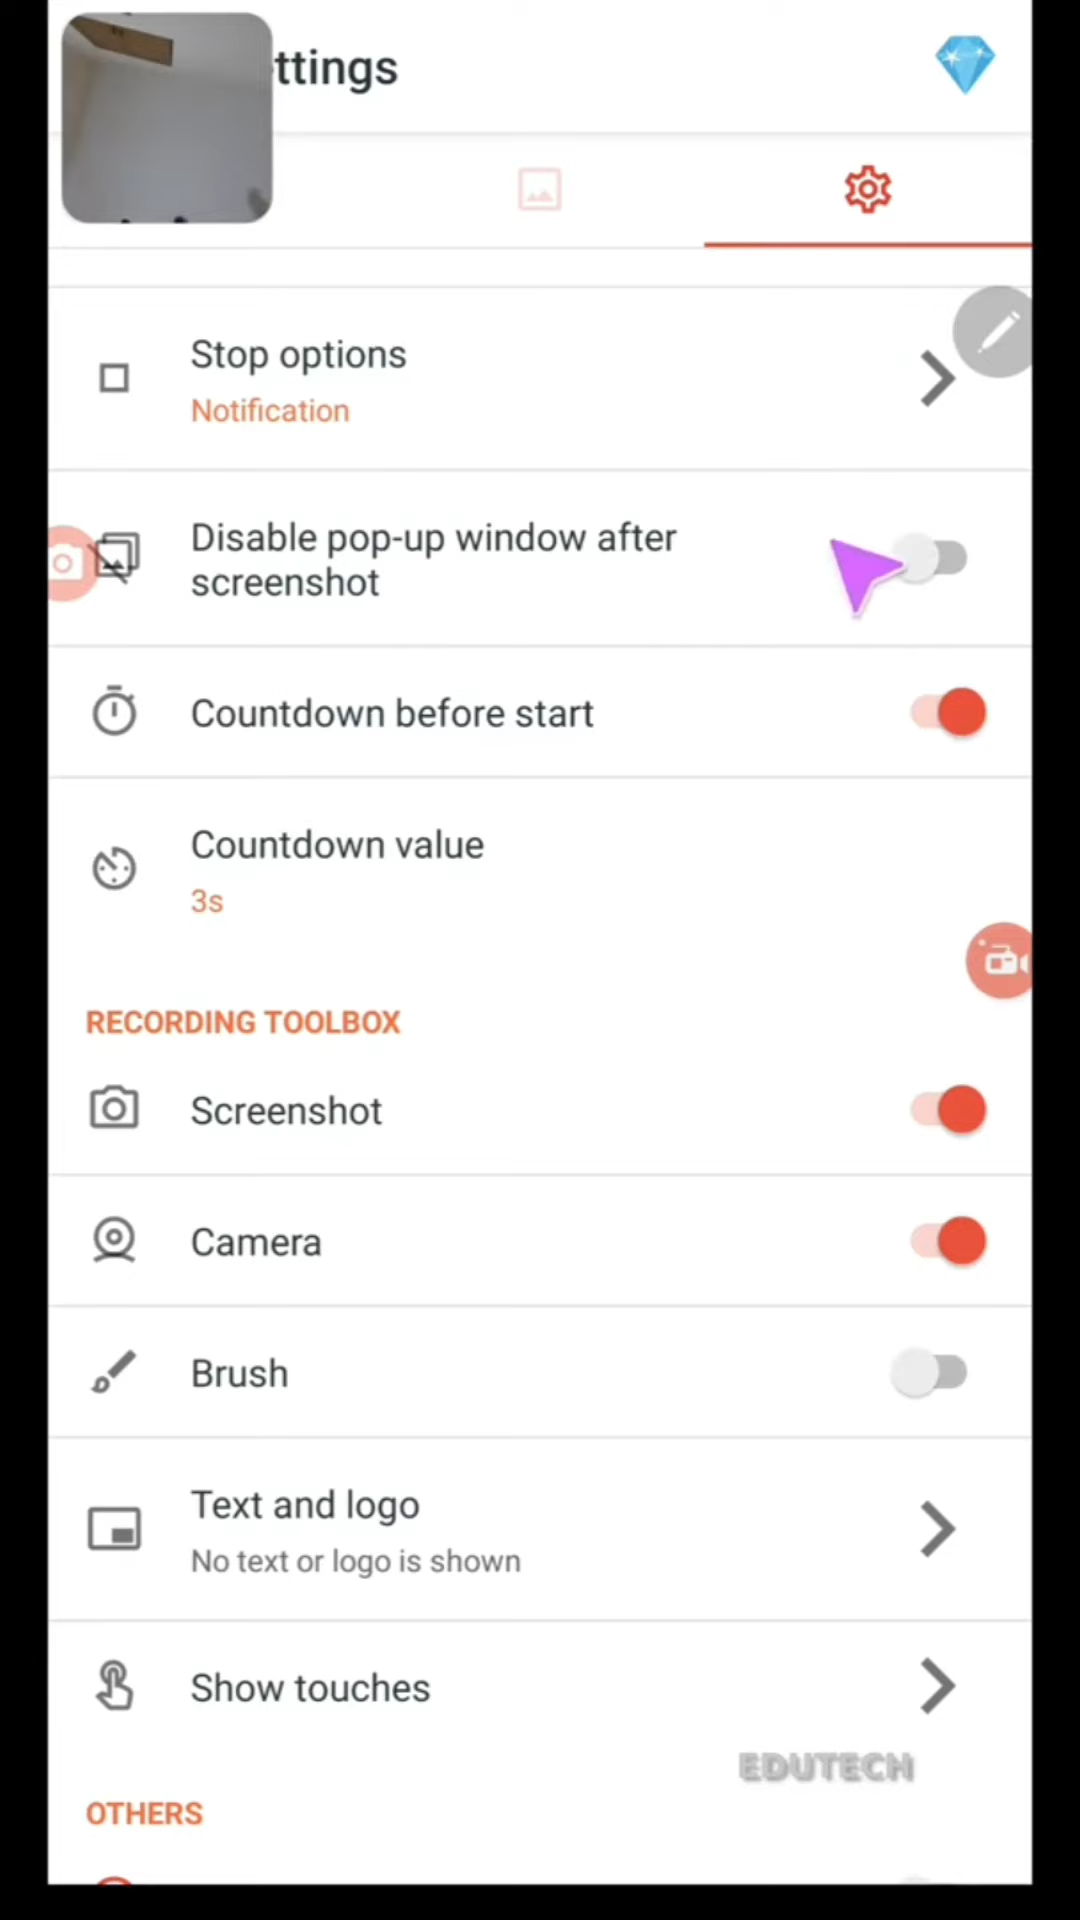 ttings
Stop options
Notification
Disable pop-up window after
screenshot
Countdown before start
Countdown value
3s
RECORDING TOOLBOX
Screenshot
Camera
Brush
Text and logo
No text or logo is shown
Show touches
EDUTECH
OTHERS